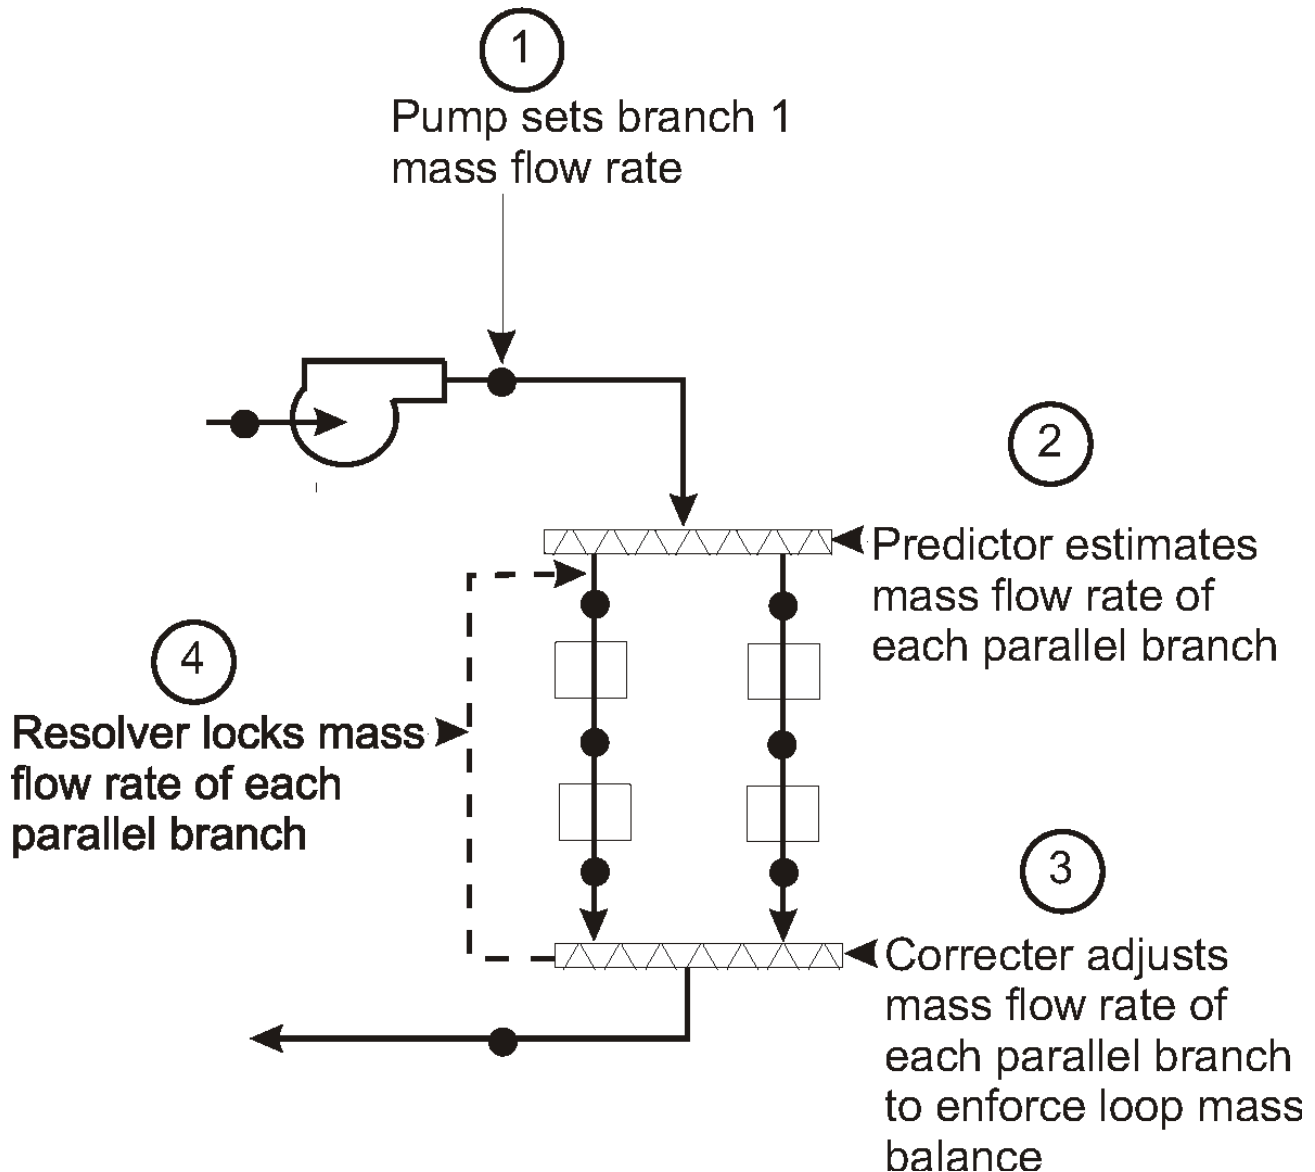 1
Pump sets branch 1
mass flow rate
2
Predictor estimates
mass flow rate of
each parallel branch
4
Resolver locks mass
flow rate of each
parallel branch
3
Correcter adjusts
mass flow rate of
each parallel branch
to enforce loop mass
balance